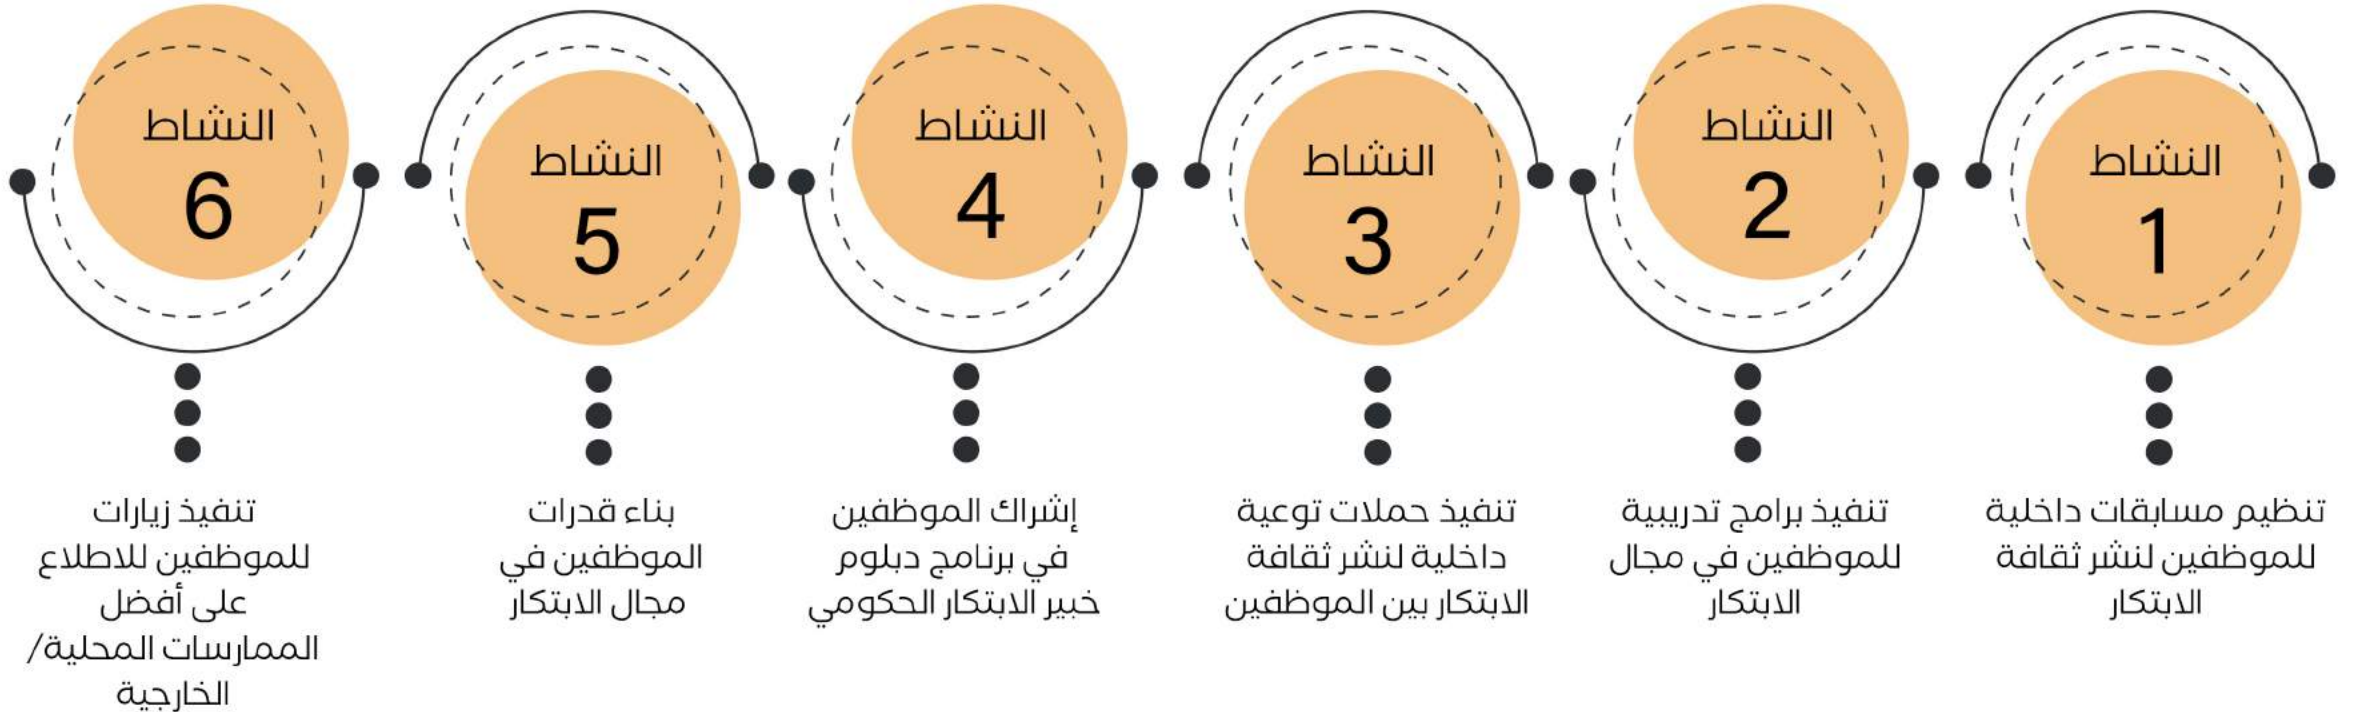 النشاط
1
تنظيم مسابقات داخلية
للموظفين لنشر ثقافة
الابتكار
النشاط
2
تنفيذ برامج تدريبية
للموظفين في مجال
الابتكار
النشاط
3
تنفيذ حملات توعية
داخلية لنشر ثقافة
الابتكار بين الموظفين
النشاط
4
إشراك الموظفين
في برنامج دبلوم
خبير الابتكار الحكومي
النشاط
5
بناء قدرات
الموظفين في
مجال الابتكار
النشاط
6
تنفيذ زيارات
للموظفين للاطلاع
على أفضل
الممارسات المحلية/
الخارجية